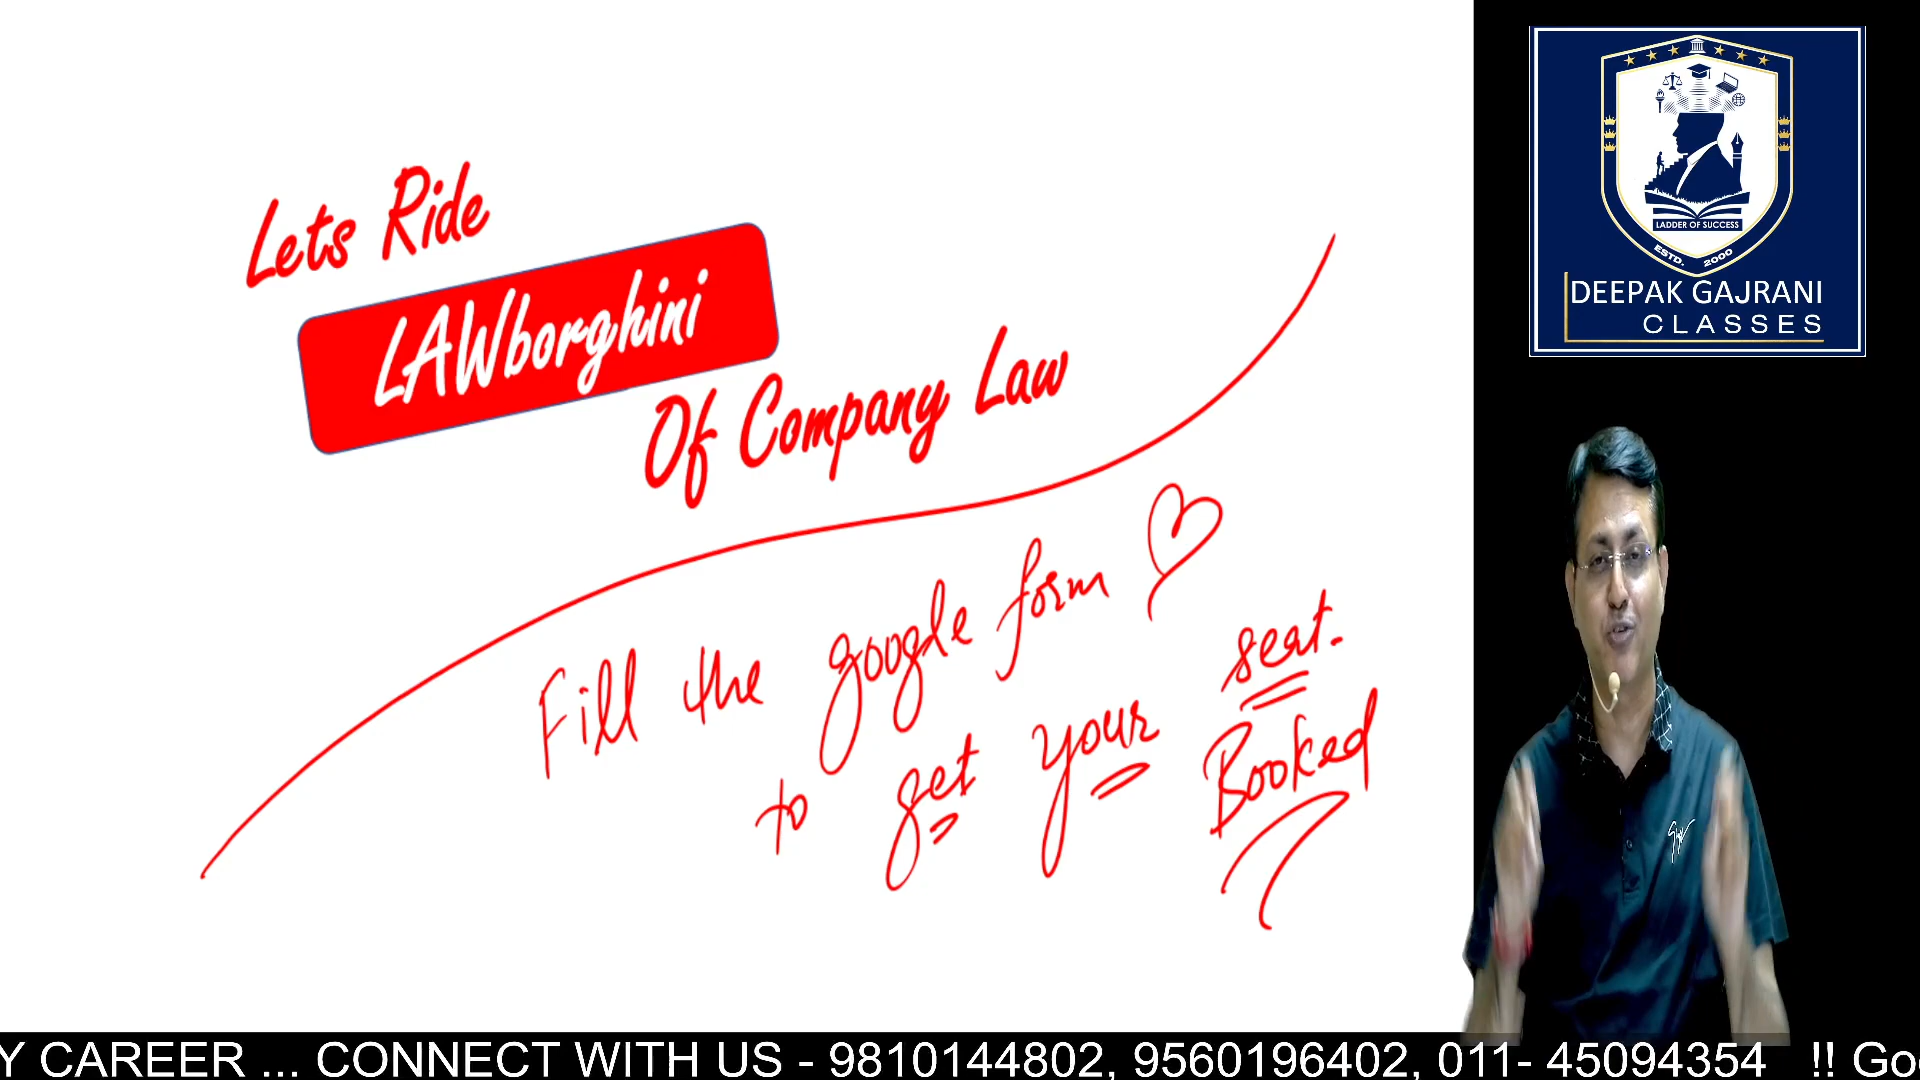 Lets Ride
LAWborghini
Of Company Law
Fill the google form
to get your seat.
Booked
LADDER OF SUCCESS
ESTD. 2000
DEEPAK GAJRANI
CLASSES
Y CAREER ... CONNECT WITH US - 9810144802, 9560196402, 011- 45094354 !! Go